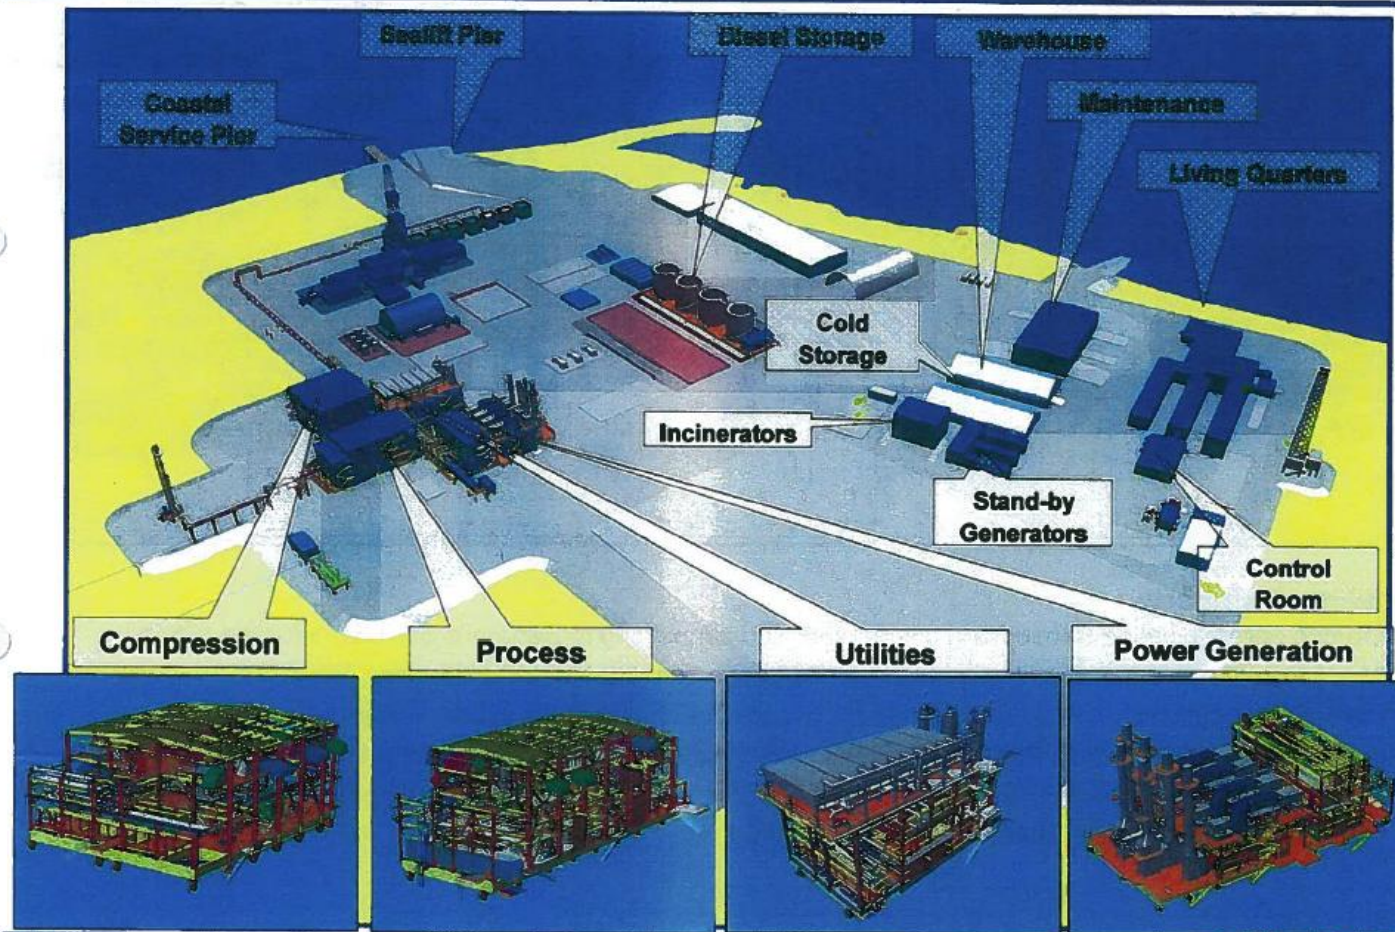 Sealift Pier
Diesel Storage
Warehouse
Coastal
Service Pier
Maintenance
Living Quarters
Cold
Storage
Incinerators
Stand-by
Generators
Control
Room
Compression
Process
Utilities
Power Generation